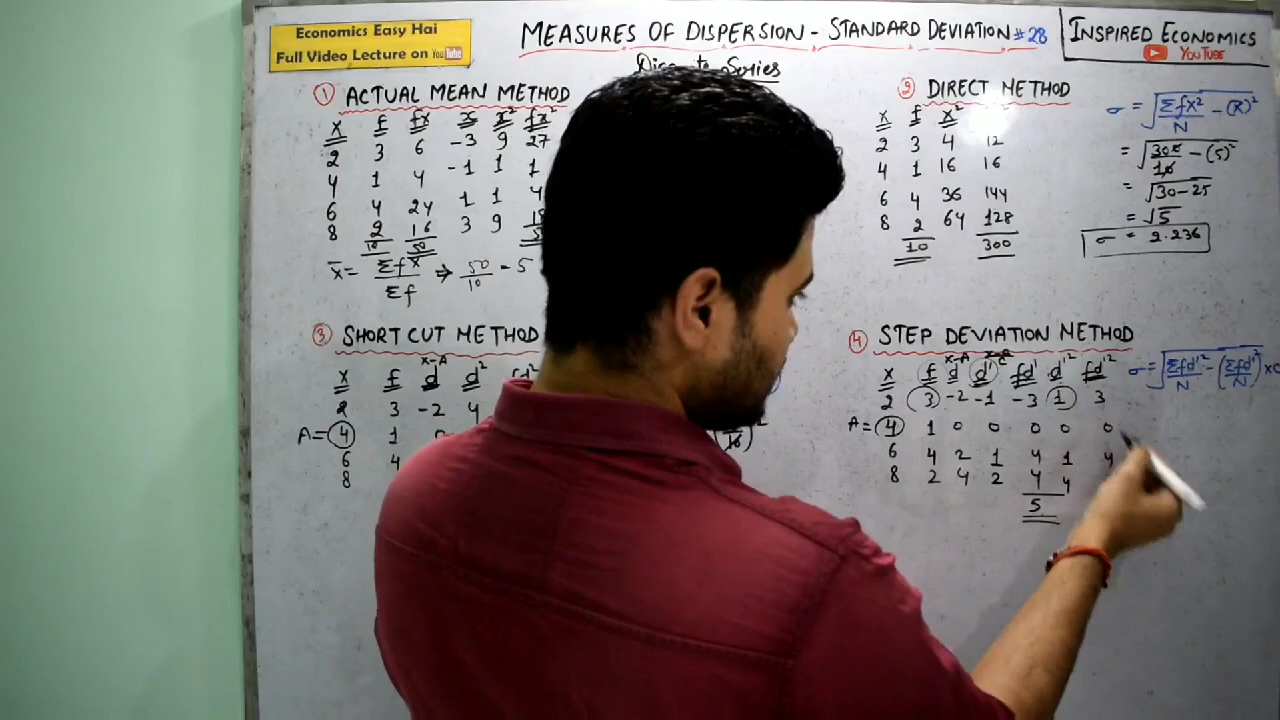 Economics Easy Hai
Full Video Lecture on YouTube
MEASURES OF DISPERSION - STANDARD DEVIATION #28
INSPIRED ECONOMICS
YOUTUBE
Series
① ACTUAL MEAN METHOD
x f fx x x² fx²
2 3 6 -3 9 27
4 1 4 -1 1 1
6 4 24 1 1 4
8 2 16 3 9
10 50
x̄ = Σfx / Σf ⇒ 50/10 = 5
② DIRECT METHOD
x f x²
2 3 4 12
4 1 16 16
6 4 36 144
8 2 64 128
10 300
σ = √(Σfx²/N - (x̄)²
= √(300/10 - (5)²
= √30-25
= √5
σ = 2.236
③ SHORT CUT METHOD
x-A
x f d d²
2 3 -2 4
A = 4 1
6 4
8
④ STEP DEVIATION METHOD
x-A
x f d d' fd' d'² fd'²
2 3 -2 -1 -3 1 3
A = 4 1 0 0 0 0 0
6 4 2 1 4 1 4
8 2 4 2 4 4
5
σ = √(Σfd'²/N - (Σfd'/N)² × C